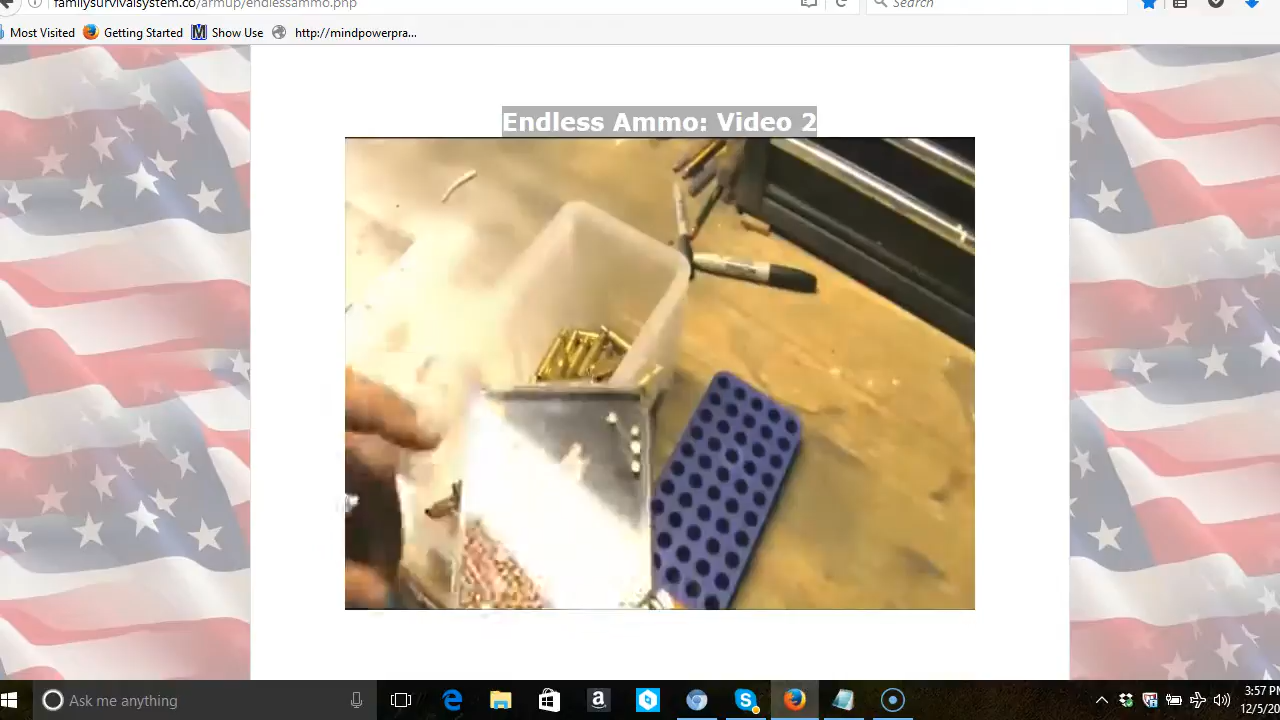 familysurvivalsystem.co/armup/endlessammo.php
Search
Most Visited
Getting Started
Show Use
http://mindpowerpra...
Endless Ammo: Video 2
Ask me anything
3:57 PM
12/5/20